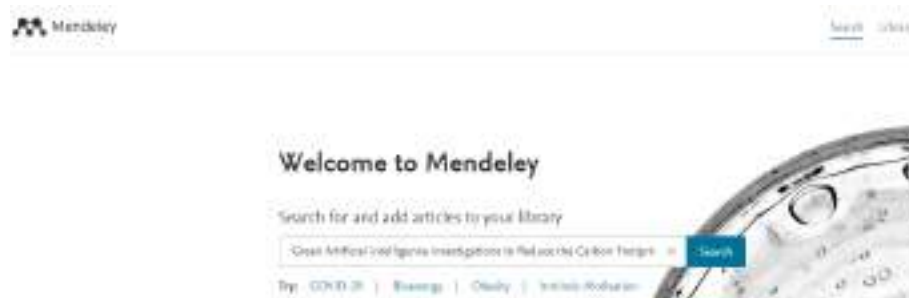 Mendeley
Search Library
Welcome to Mendeley
Search for and add articles to your library
Green Artificial Intelligence Investigations to Reduce the Carbon Footprint
Search
Try: COVID-19 | Bioenergy | Obesity | Intrinsic Motivation